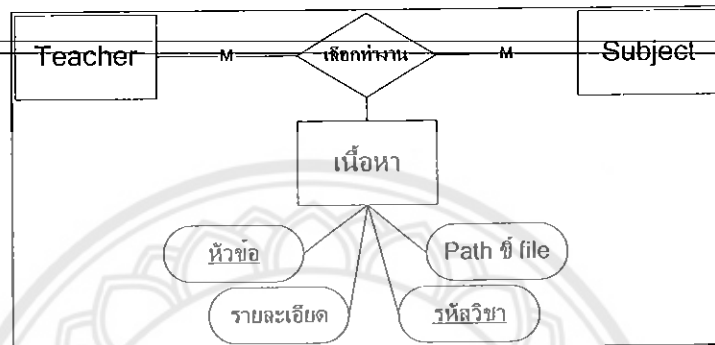 Teacher M เลือกทำงาน M Subject
เนื้อหา
หัวข้อ Path ชี้ file
รายละเอียด รหัสวิชา